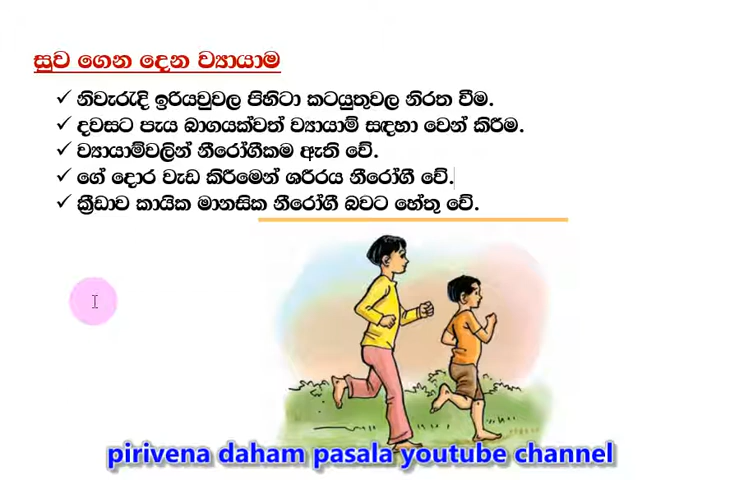 සුව ගෙන දෙන ව්‍යායාම
✓ නිවැරැදි ඉරියවුවල පිහිටා කටයුතුවල නිරත වීම.
✓ දවසට පැය බාගයක්වත් ව්‍යායාම් සඳහා වෙන් කිරීම.
✓ ව්‍යායාම්වලින් නීරෝගීකම ඇති වේ.
✓ ගේ දොර වැඩ කිරීමෙන් ශරීරය නීරෝගී වේ.
✓ ක්‍රීඩාව කායික මානසික නීරෝගී බවට හේතු වේ.
pirivena daham pasala youtube channel